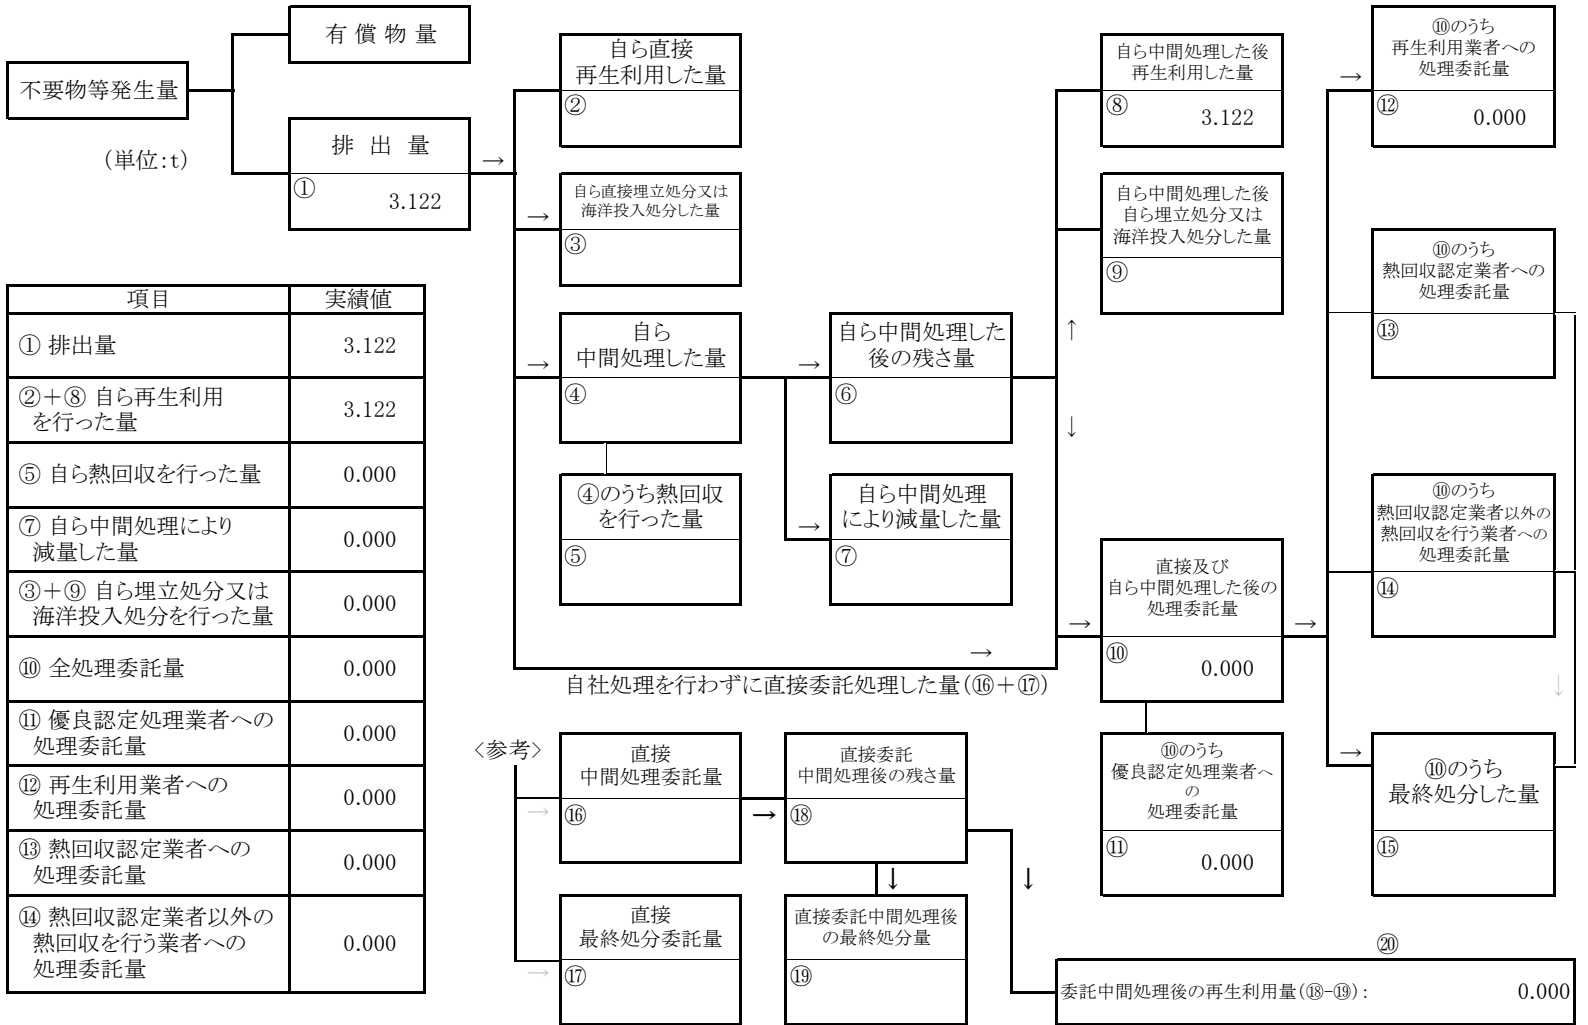 有 償 物 量
不要物等発生量
(単位:t)
排 出 量
→
①
3.122
自ら直接
再生利用した量
②
自ら直接埋立処分又は
海洋投入処分した量
→
③
自ら
中間処理した量
→
④
④のうち熱回収
を行った量
⑤
自ら中間処理した
後の残さ量
→
⑥
自ら中間処理
により減量した量
→
⑦
自ら中間処理した後
再生利用した量
⑧
3.122
自ら中間処理した後
自ら埋立処分又は
海洋投入処分した量
⑨
↑
↓
直接及び
自ら中間処理した後の
処理委託量
→
→
⑩
0.000
→
自社処理を行わずに直接委託処理した量(⑯+⑰)
⑩のうち
優良認定処理業者へ
の
処理委託量
⑪
0.000
⑩のうち
再生利用業者への
処理委託量
→
⑫
0.000
⑩のうち
熱回収認定業者への
処理委託量
⑬
⑩のうち
熱回収認定業者以外の
熱回収を行う業者への
処理委託量
⑭
↓
→
⑩のうち
最終処分した量
⑮
項目 実績値
① 排出量 3.122
②+⑧ 自ら再生利用
を行った量 3.122
⑤ 自ら熱回収を行った量 0.000
⑦ 自ら中間処理により
減量した量 0.000
③+⑨ 自ら埋立処分又は
海洋投入処分を行った量 0.000
⑩ 全処理委託量 0.000
⑪ 優良認定処理業者への
処理委託量 0.000
⑫ 再生利用業者への
処理委託量 0.000
⑬ 熱回収認定業者への
処理委託量 0.000
⑭ 熱回収認定業者以外の
熱回収を行う業者への
処理委託量 0.000
<参考>
直接
中間処理委託量
→
⑯
直接
最終処分委託量
→
⑰
直接委託
中間処理後の残さ量
→
⑱
↓
↓
直接委託中間処理後
の最終処分量
⑲
⑳
委託中間処理後の再生利用量(⑱-⑲): 0.000